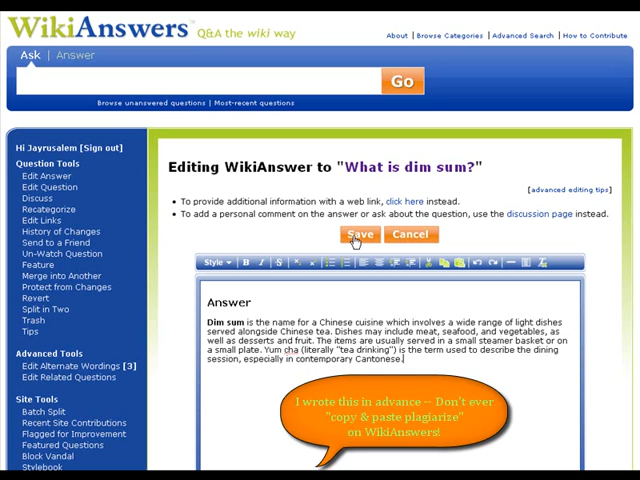 WikiAnswers™ Q&A the wiki way
About | Browse Categories | Advanced Search | How to Contribute
Ask | Answer
Go
Browse unanswered questions | Most-recent questions
Hi Jayrusalem [Sign out]
Question Tools
Edit Answer
Edit Question
Discuss
Recategorize
Edit Links
History of Changes
Send to a Friend
Un-Watch Question
Feature
Merge into Another
Protect from Changes
Revert
Split in Two
Trash
Tips
Advanced Tools
Edit Alternate Wordings [3]
Edit Related Questions
Site Tools
Batch Split
Recent Site Contributions
Flagged for Improvement
Featured Questions
Block Vandal
Stylebook
Editing WikiAnswer to "What is dim sum?"
[advanced editing tips]
• To provide additional information with a web link, click here instead.
• To add a personal comment on the answer or ask about the question, use the discussion page instead.
Save Cancel
Style B I S
Answer
Dim sum is the name for a Chinese cuisine which involves a wide range of light dishes
served alongside Chinese tea. Dishes may include meat, seafood, and vegetables, as
well as desserts and fruit. The items are usually served in a small steamer basket or on
a small plate. Yum cha (literally "tea drinking") is the term used to describe the dining
session, especially in contemporary Cantonese.
I wrote this in advance -- Don't ever
"copy & paste plagiarize"
on WikiAnswers!